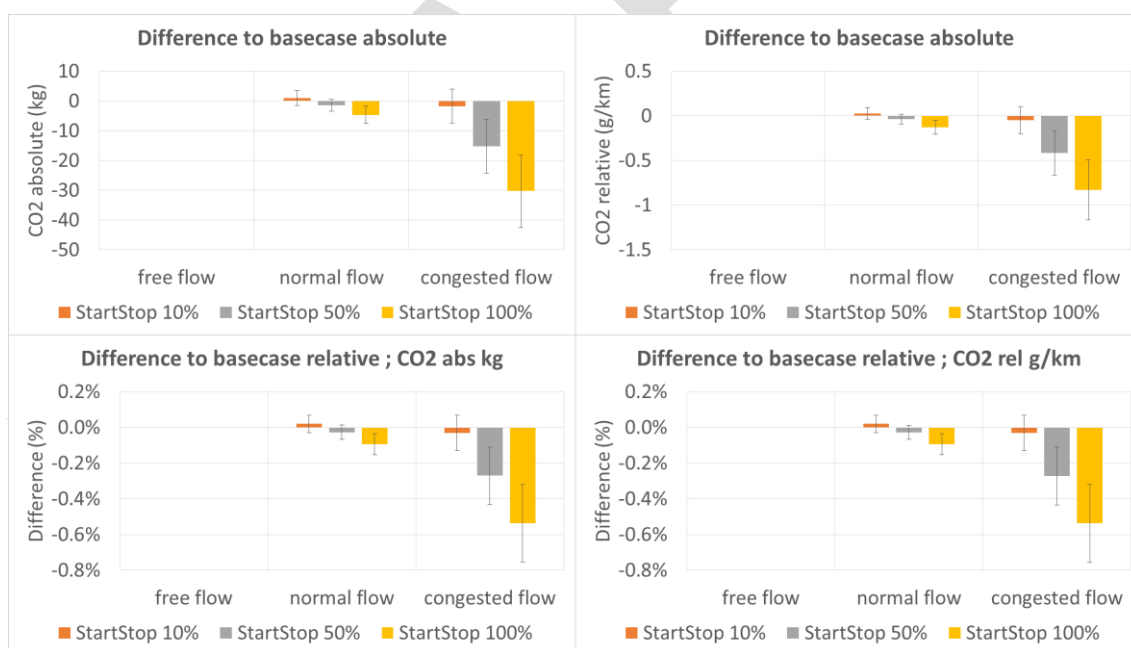 Difference to basecase absolute
CO2 absolute (kg)
10
0
-10
-20
-30
-40
-50
free flow normal flow congested flow
StartStop 10% StartStop 50% StartStop 100%
Difference to basecase absolute
CO2 relative (g/km)
0.5
0
-0.5
-1
-1.5
free flow normal flow congested flow
StartStop 10% StartStop 50% StartStop 100%
Difference to basecase relative ; CO2 abs kg
Difference (%)
0.2%
0.0%
-0.2%
-0.4%
-0.6%
-0.8%
free flow normal flow congested flow
StartStop 10% StartStop 50% StartStop 100%
Difference to basecase relative ; CO2 rel g/km
Difference (%)
0.2%
0.0%
-0.2%
-0.4%
-0.6%
-0.8%
free flow normal flow congested flow
StartStop 10% StartStop 50% StartStop 100%